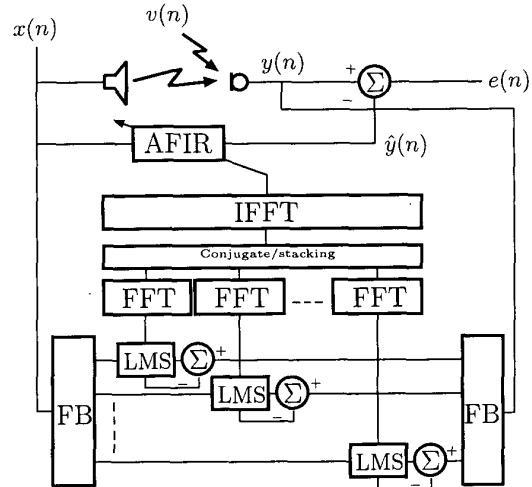 x(n)
v(n)
y(n)
+
Σ
e(n)
−
AFIR
ŷ(n)
IFFT
Conjugate/stacking
FFT
FFT
FFT
LMS
Σ
+
−
LMS
Σ
+
−
FB
FB
LMS
Σ
+
−